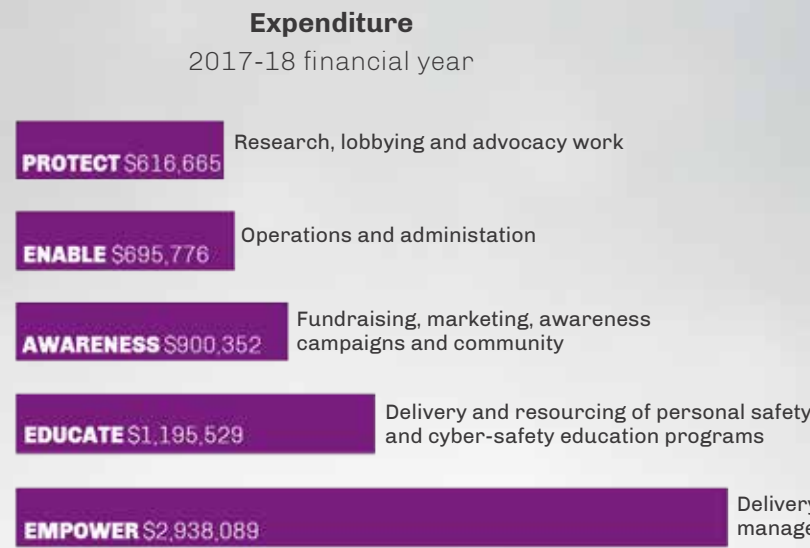 Expenditure
2017-18 financial year
PROTECT $616,665
Research, lobbying and advocacy work
ENABLE $695,776
Operations and administation
AWARENESS $900,352
Fundraising, marketing, awareness
campaigns and community
EDUCATE $1,195,529
Delivery and resourcing of personal safety
and cyber-safety education programs
EMPOWER $2,938,089
Delivery
manage